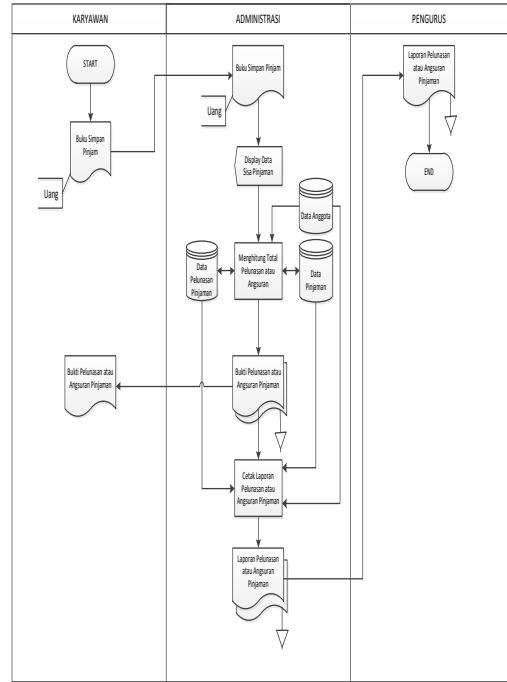 KARYAWAN
ADMINISTRASI
PENGURUS
START
Buku Simpan
Pinjam
Uang
Bukti Pelunasan atau
Angsuran Pinjaman
Buku Simpan Pinjam
Uang
Display Data
Sisa Pinjaman
Data Anggota
Data
Pelunasan
Pinjaman
Menghitung Total
Pelunasan atau
Angsuran
Data
Pinjaman
Bukti Pelunasan atau
Angsuran Pinjaman
Cetak Laporan
Pelunasan atau
Angsuran Pinjaman
Laporan Pelunasan
atau Angsuran
Pinjaman
Laporan Pelunasan
atau Angsuran
Pinjaman
END